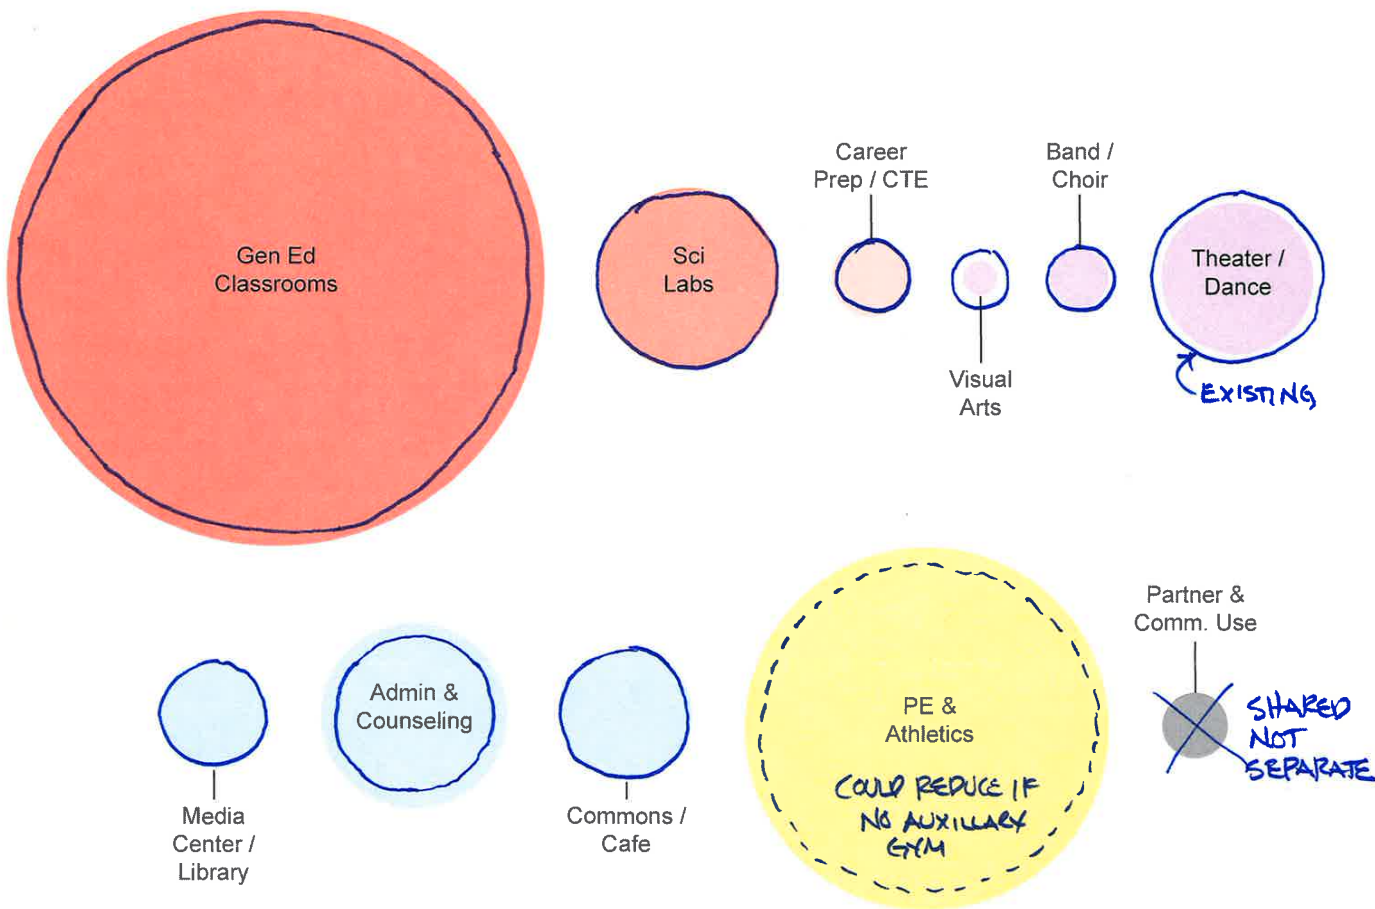 Career
Prep / CTE
Band /
Choir
Gen Ed
Classrooms
Sci
Labs
Theater /
Dance
Visual
Arts
EXISTING
Partner &
Comm. Use
Admin &
Counseling
PE &
Athletics
SHARED
NOT
SEPARATE
COULD REDUCE IF
NO AUXILLARY
GYM
Media
Center /
Library
Commons /
Cafe